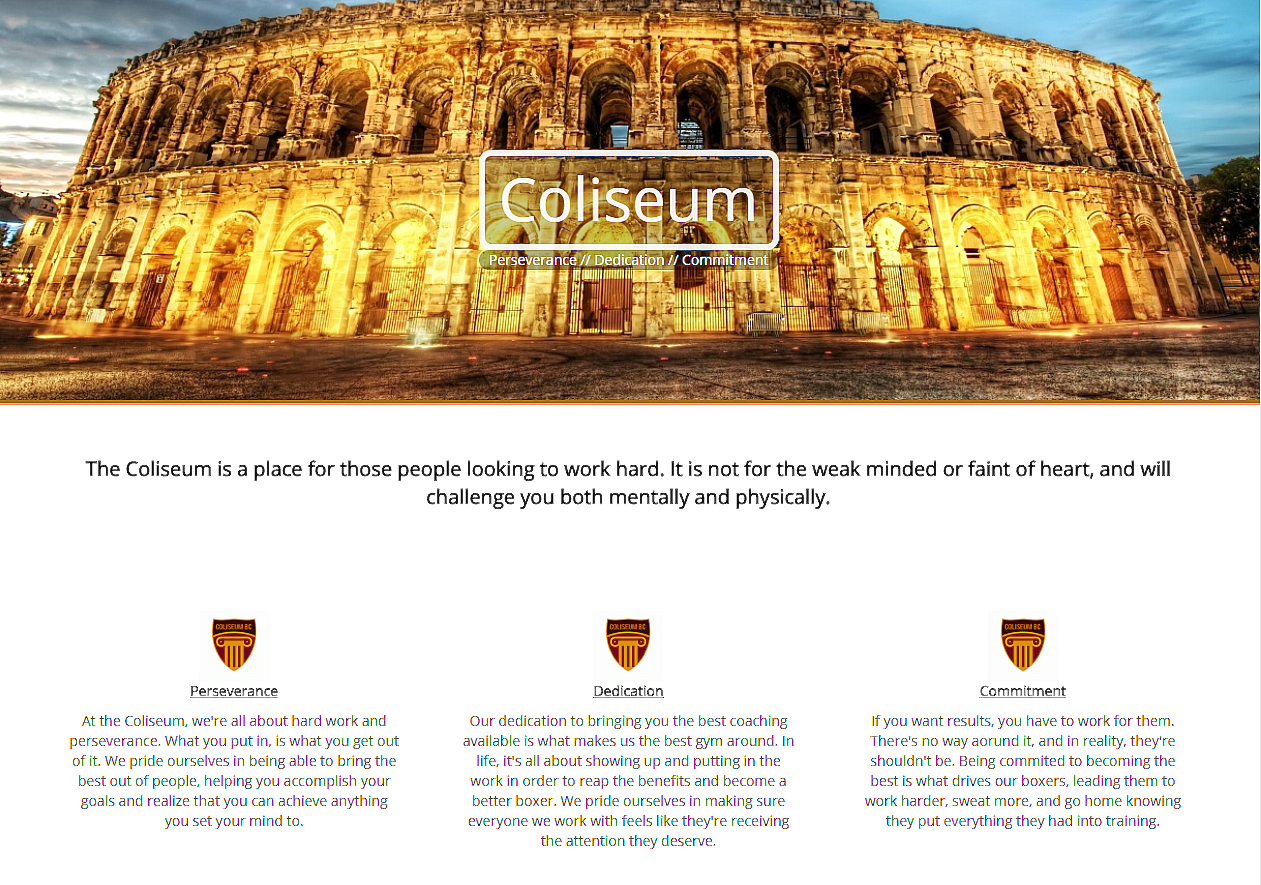 Coliseum
Perseverance // Dedication // Commitment
The Coliseum is a place for those people looking to work hard. It is not for the weak minded or faint of heart, and will
challenge you both mentally and physically.
COLISEUM BC
COLISEUM BC
COLISEUM BC
Perseverance
At the Coliseum, we're all about hard work and
perseverance. What you put in, is what you get out
of it. We pride ourselves in being able to bring the
best out of people, helping you accomplish your
goals and realize that you can achieve anything
you set your mind to.
Dedication
Our dedication to bringing you the best coaching
available is what makes us the best gym around. In
life, it's all about showing up and putting in the
work in order to reap the benefits and become a
better boxer. We pride ourselves in making sure
everyone we work with feels like they're receiving
the attention they deserve.
Commitment
If you want results, you have to work for them.
There's no way aorund it, and in reality, they're
shouldn't be. Being commited to becoming the
best is what drives our boxers, leading them to
work harder, sweat more, and go home knowing
they put everything they had into training.